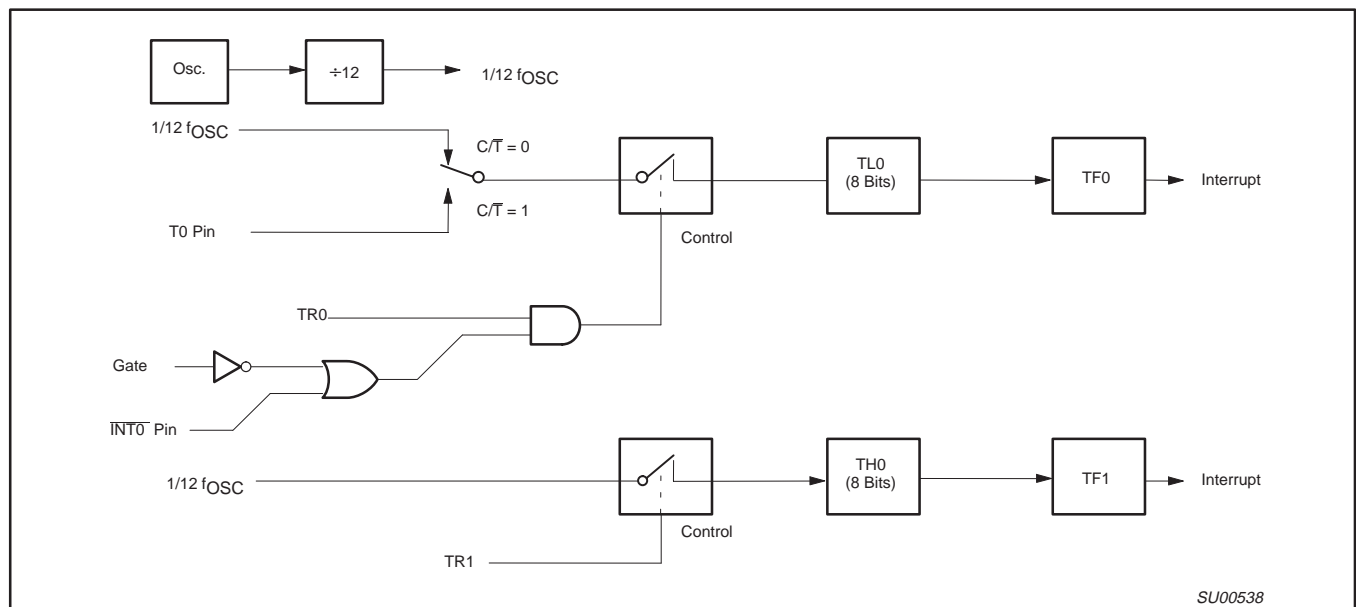 Osc.
÷12
1/12 fOSC
1/12 fOSC
C/T̅ = 0
C/T̅ = 1
T0 Pin
Control
TL0
(8 Bits)
TF0
Interrupt
TR0
Gate
I̅N̅T̅0̅ Pin
1/12 fOSC
Control
TR1
TH0
(8 Bits)
TF1
Interrupt
SU00538